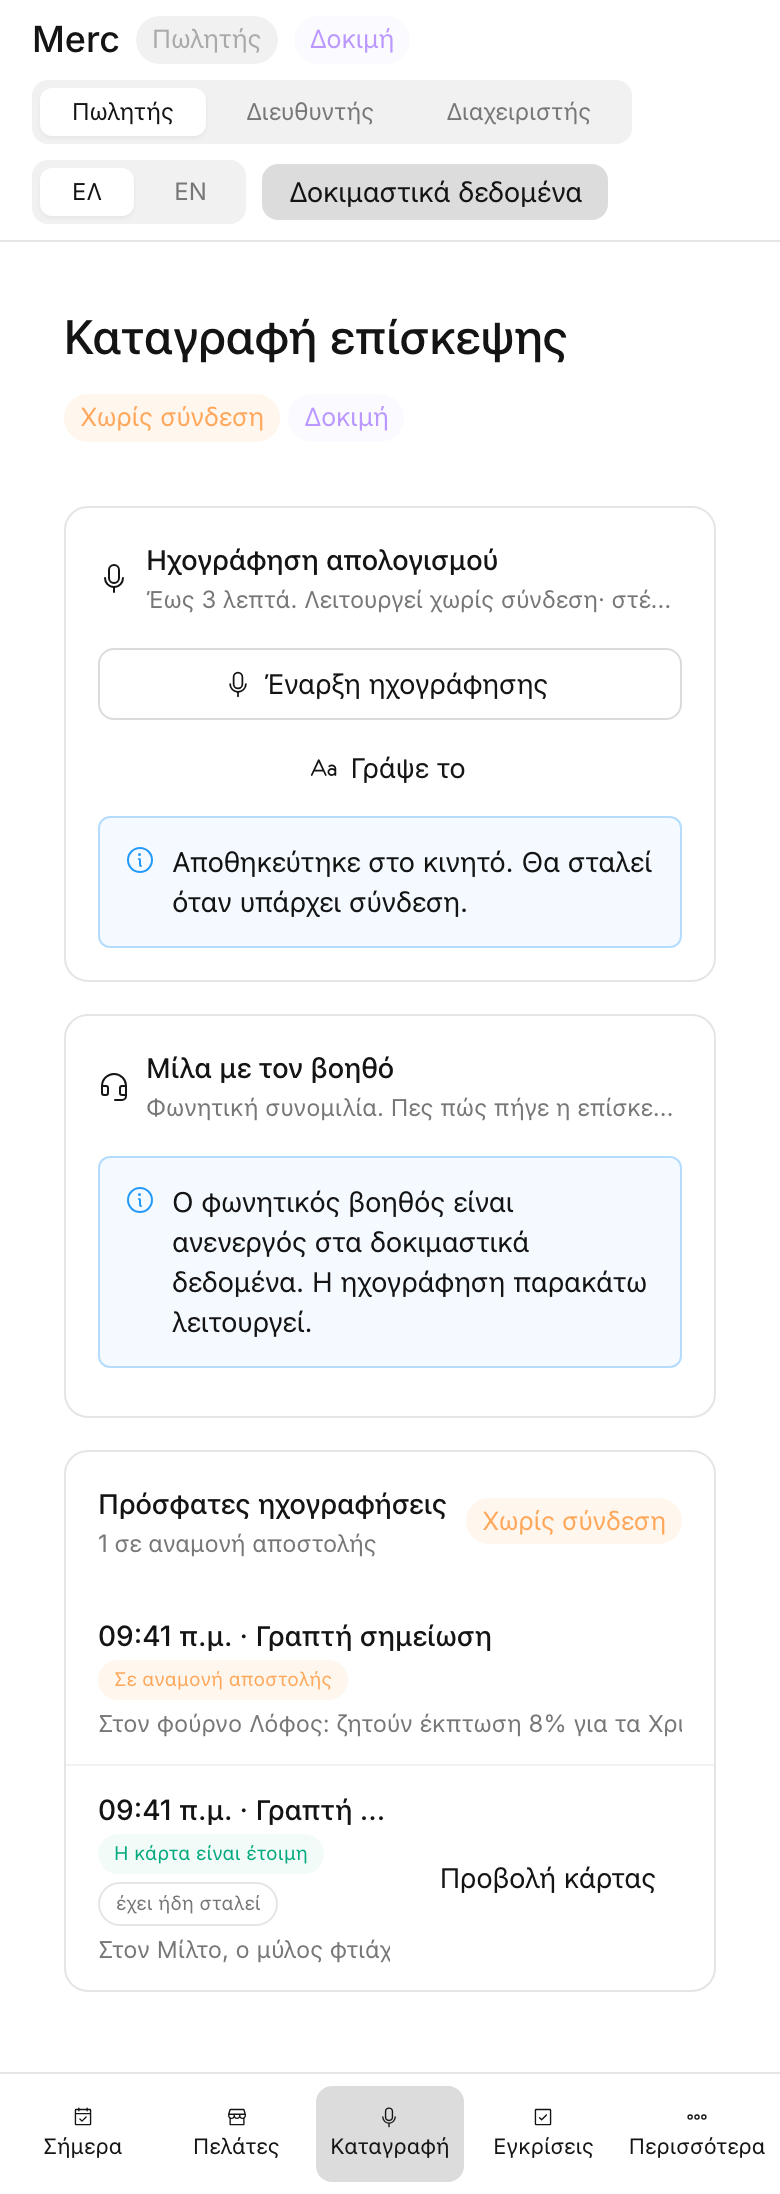 Merc Πωλητής Δοκιμή
Πωλητής Διευθυντής Διαχειριστής
ΕΛ EN Δοκιμαστικά δεδομένα
Καταγραφή επίσκεψης
Χωρίς σύνδεση Δοκιμή
Ηχογράφηση απολογισμού
Έως 3 λεπτά. Λειτουργεί χωρίς σύνδεση· στέ...
Έναρξη ηχογράφησης
Aa Γράψε το
Αποθηκεύτηκε στο κινητό. Θα σταλεί
όταν υπάρχει σύνδεση.
Μίλα με τον βοηθό
Φωνητική συνομιλία. Πες πώς πήγε η επίσκε...
Ο φωνητικός βοηθός είναι
ανενεργός στα δοκιμαστικά
δεδομένα. Η ηχογράφηση παρακάτω
λειτουργεί.
Πρόσφατες ηχογραφήσεις
Χωρίς σύνδεση
1 σε αναμονή αποστολής
09:41 π.μ. · Γραπτή σημείωση
Σε αναμονή αποστολής
Στον φούρνο Λόφος: ζητούν έκπτωση 8% για τα Χρι
09:41 π.μ. · Γραπτή ...
Η κάρτα είναι έτοιμη
Προβολή κάρτας
έχει ήδη σταλεί
Στον Μίλτο, ο μύλος φτιάχ
Σήμερα Πελάτες Καταγραφή Εγκρίσεις Περισσότερα